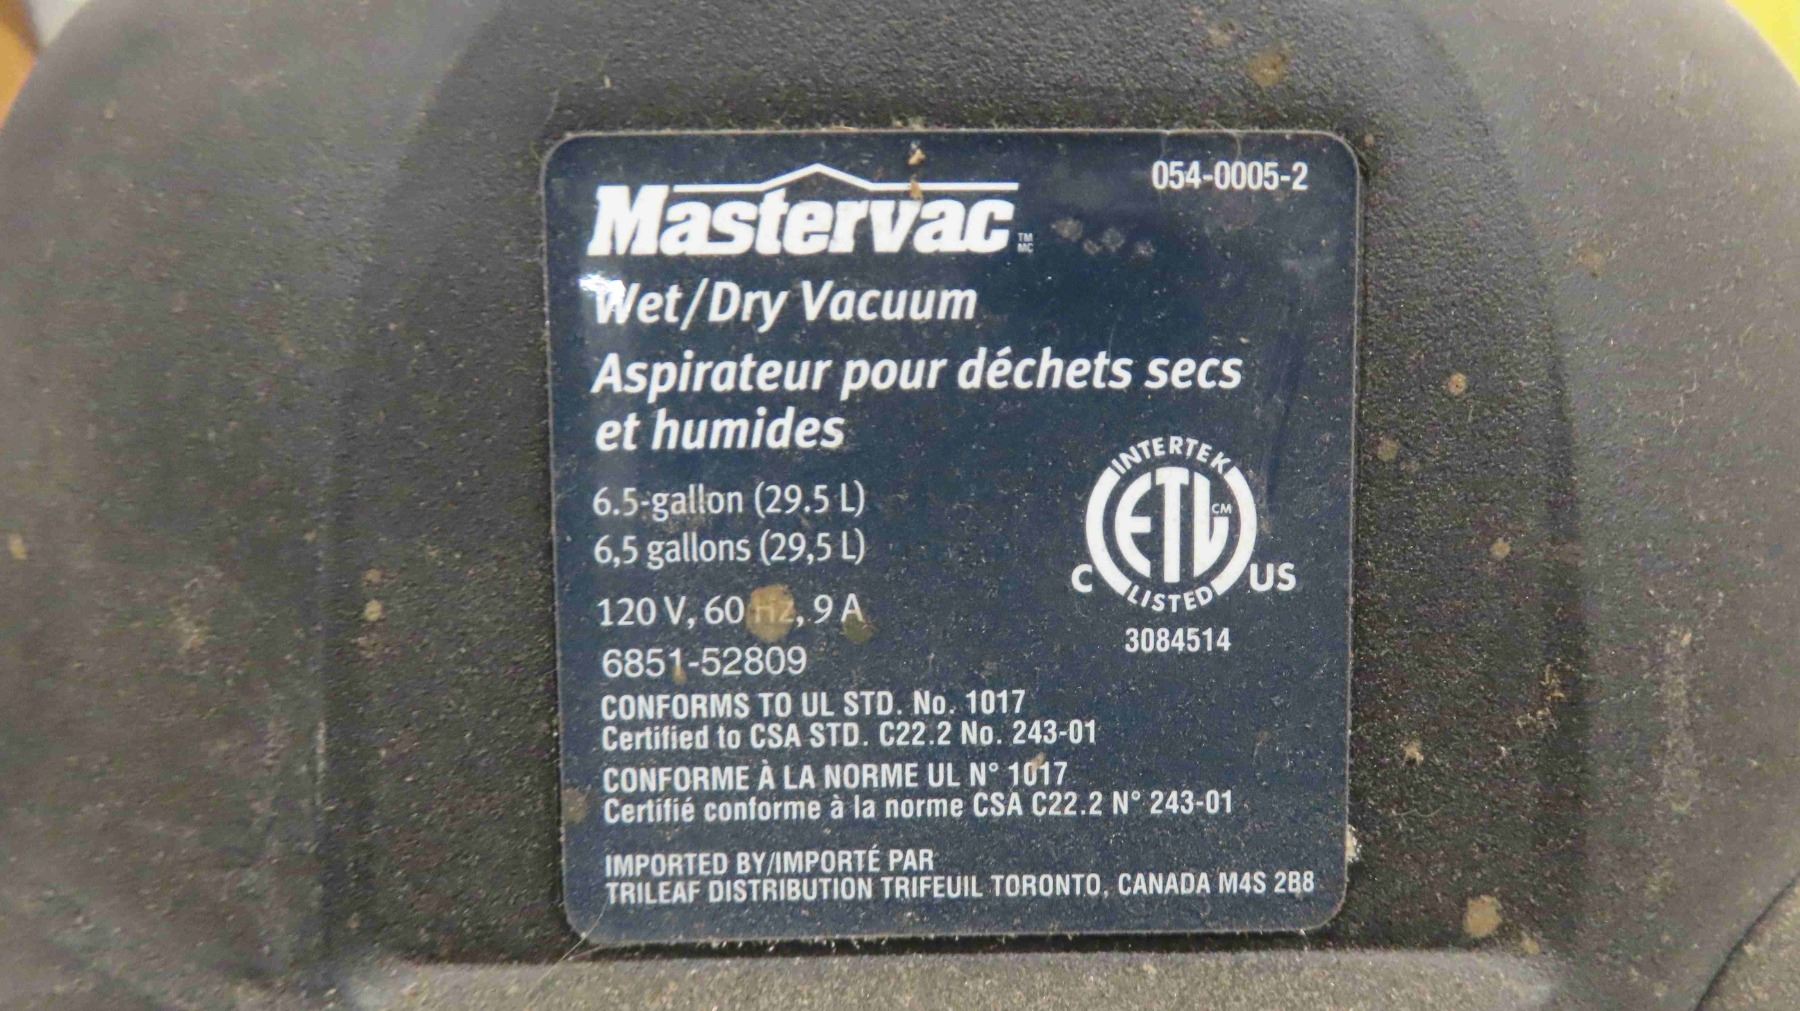 054-0005-2
Mastervac TM MC
Wet/Dry Vacuum
Aspirateur pour déchets secs
et humides
6.5-gallon (29.5 L)
6,5 gallons (29,5 L)
120 V, 60 Hz, 9 A
6851-52809
INTERTEK
ETL CM
C LISTED US
3084514
CONFORMS TO UL STD. No. 1017
Certified to CSA STD. C22.2 No. 243-01
CONFORME À LA NORME UL N° 1017
Certifié conforme à la norme CSA C22.2 N° 243-01
IMPORTED BY/IMPORTÉ PAR
TRILEAF DISTRIBUTION TRIFEUIL TORONTO, CANADA M4S 2B8